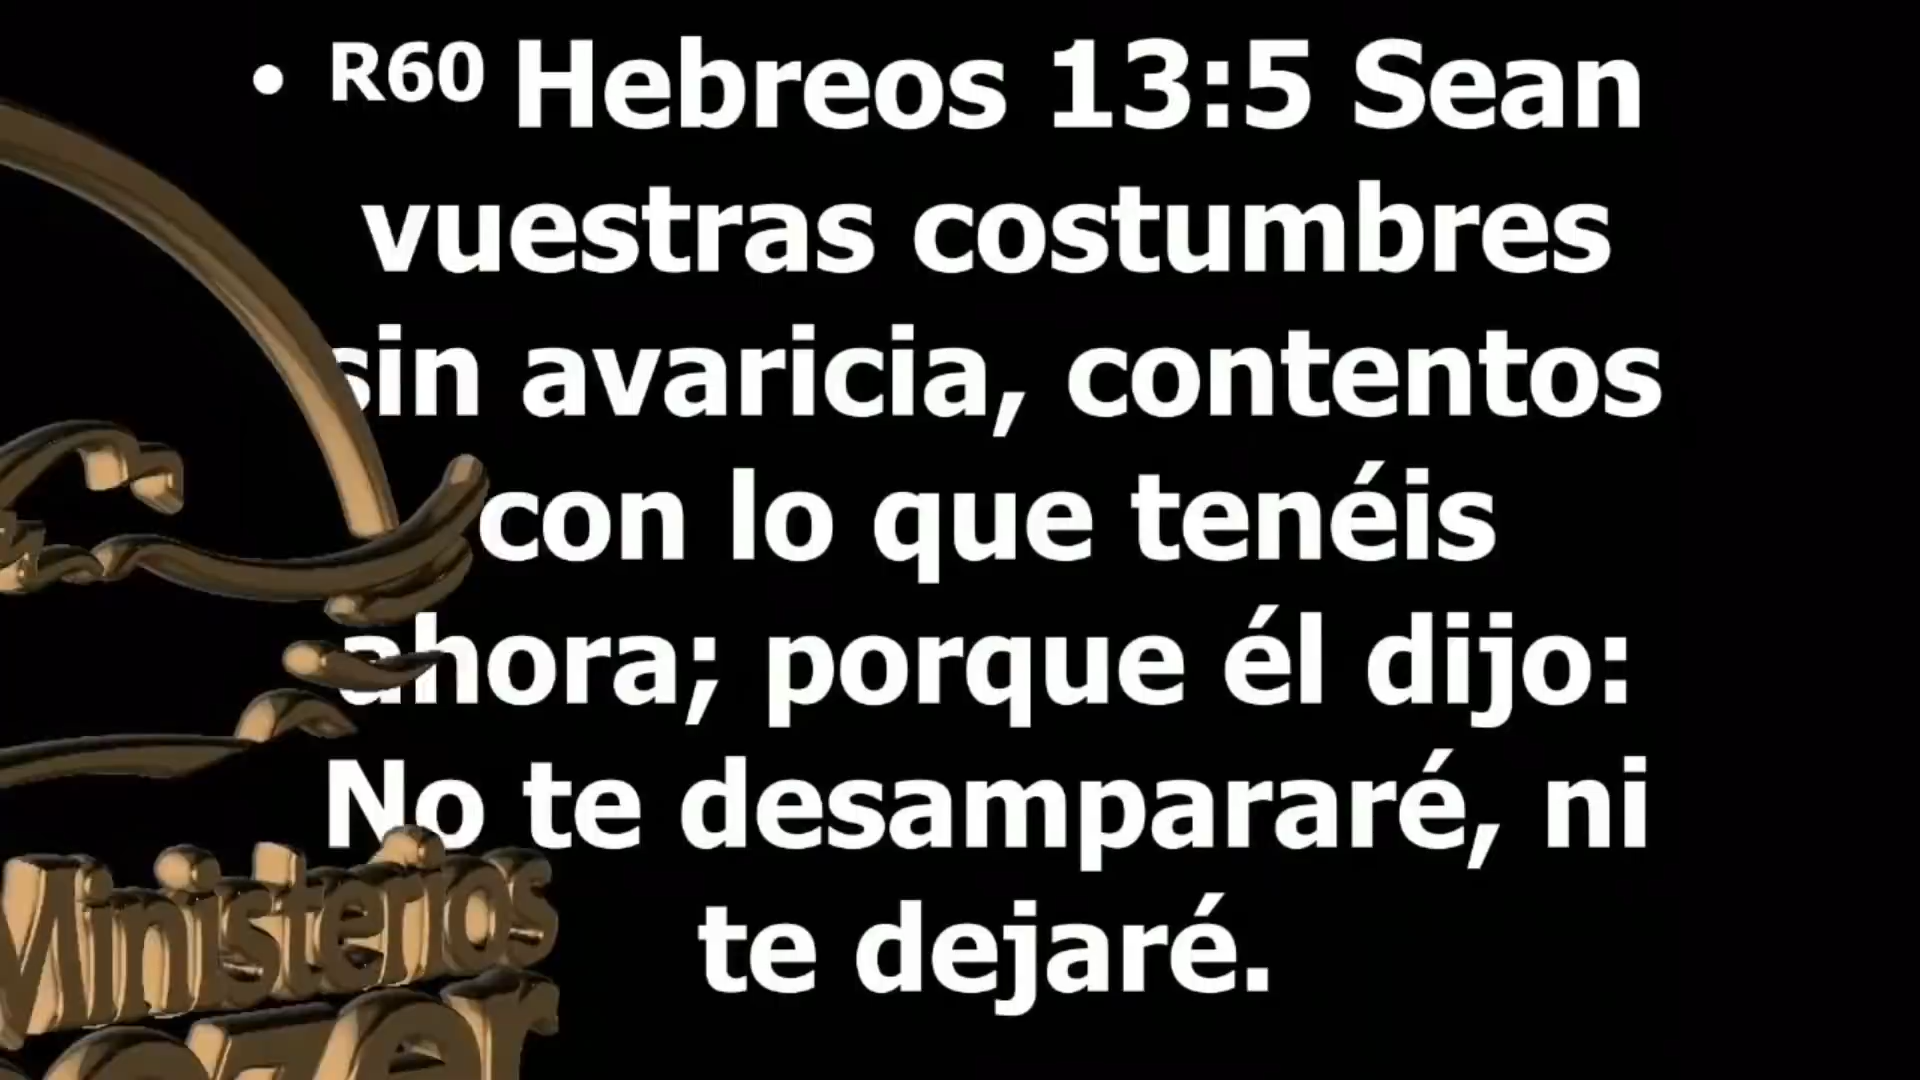 • R60 Hebreos 13:5 Sean
vuestras costumbres
sin avaricia, contentos
con lo que tenéis
ahora; porque él dijo:
No te desampararé, ni
te dejaré.
Ministerios